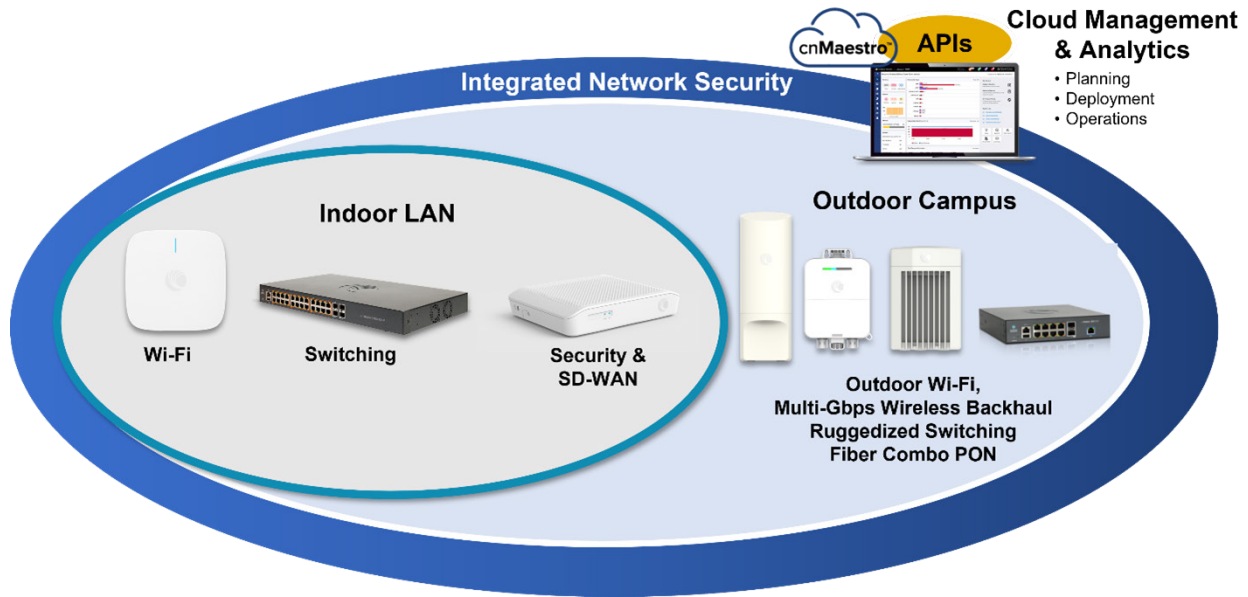 cnMaestro™
APIs
Cloud Management
& Analytics
• Planning
• Deployment
• Operations
Integrated Network Security
Indoor LAN
Wi-Fi
Switching
Security &
SD-WAN
Outdoor Campus
Outdoor Wi-Fi,
Multi-Gbps Wireless Backhaul
Ruggedized Switching
Fiber Combo PON